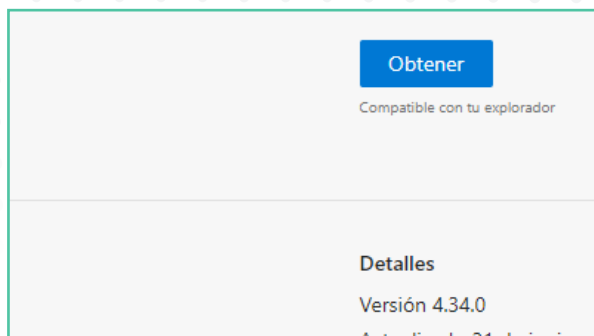 Obtener
Compatible con tu explorador
Detalles
Versión 4.34.0